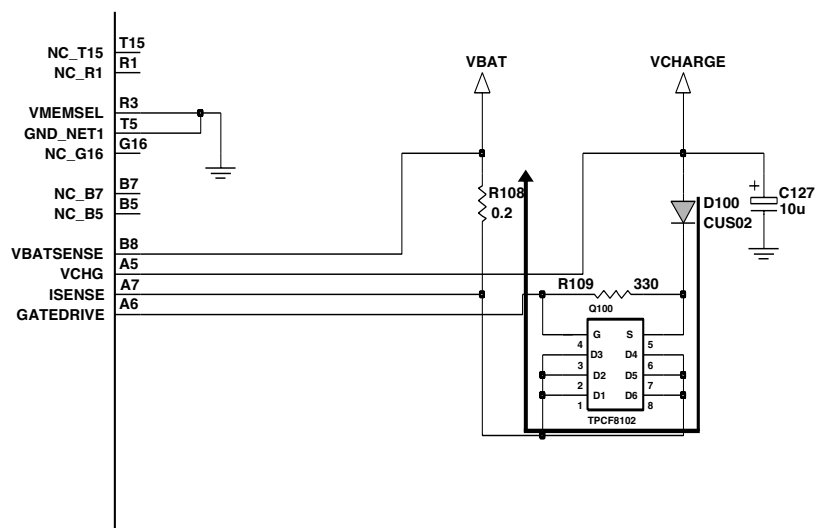 NC_T15 T15
NC_R1 R1
VMEMSEL R3
GND_NET1 T5
NC_G16 G16
NC_B7 B7
NC_B5 B5
VBATSENSE B8
VCHG A5
ISENSE A7
GATEDRIVE A6
VBAT
VCHARGE
R108
0.2
D100
CUS02
+
C127
10u
R109 330
Q100
G S
4 5
D3 D4
3 6
D2 D5
2 7
D1 D6
1 8
TPCF8102